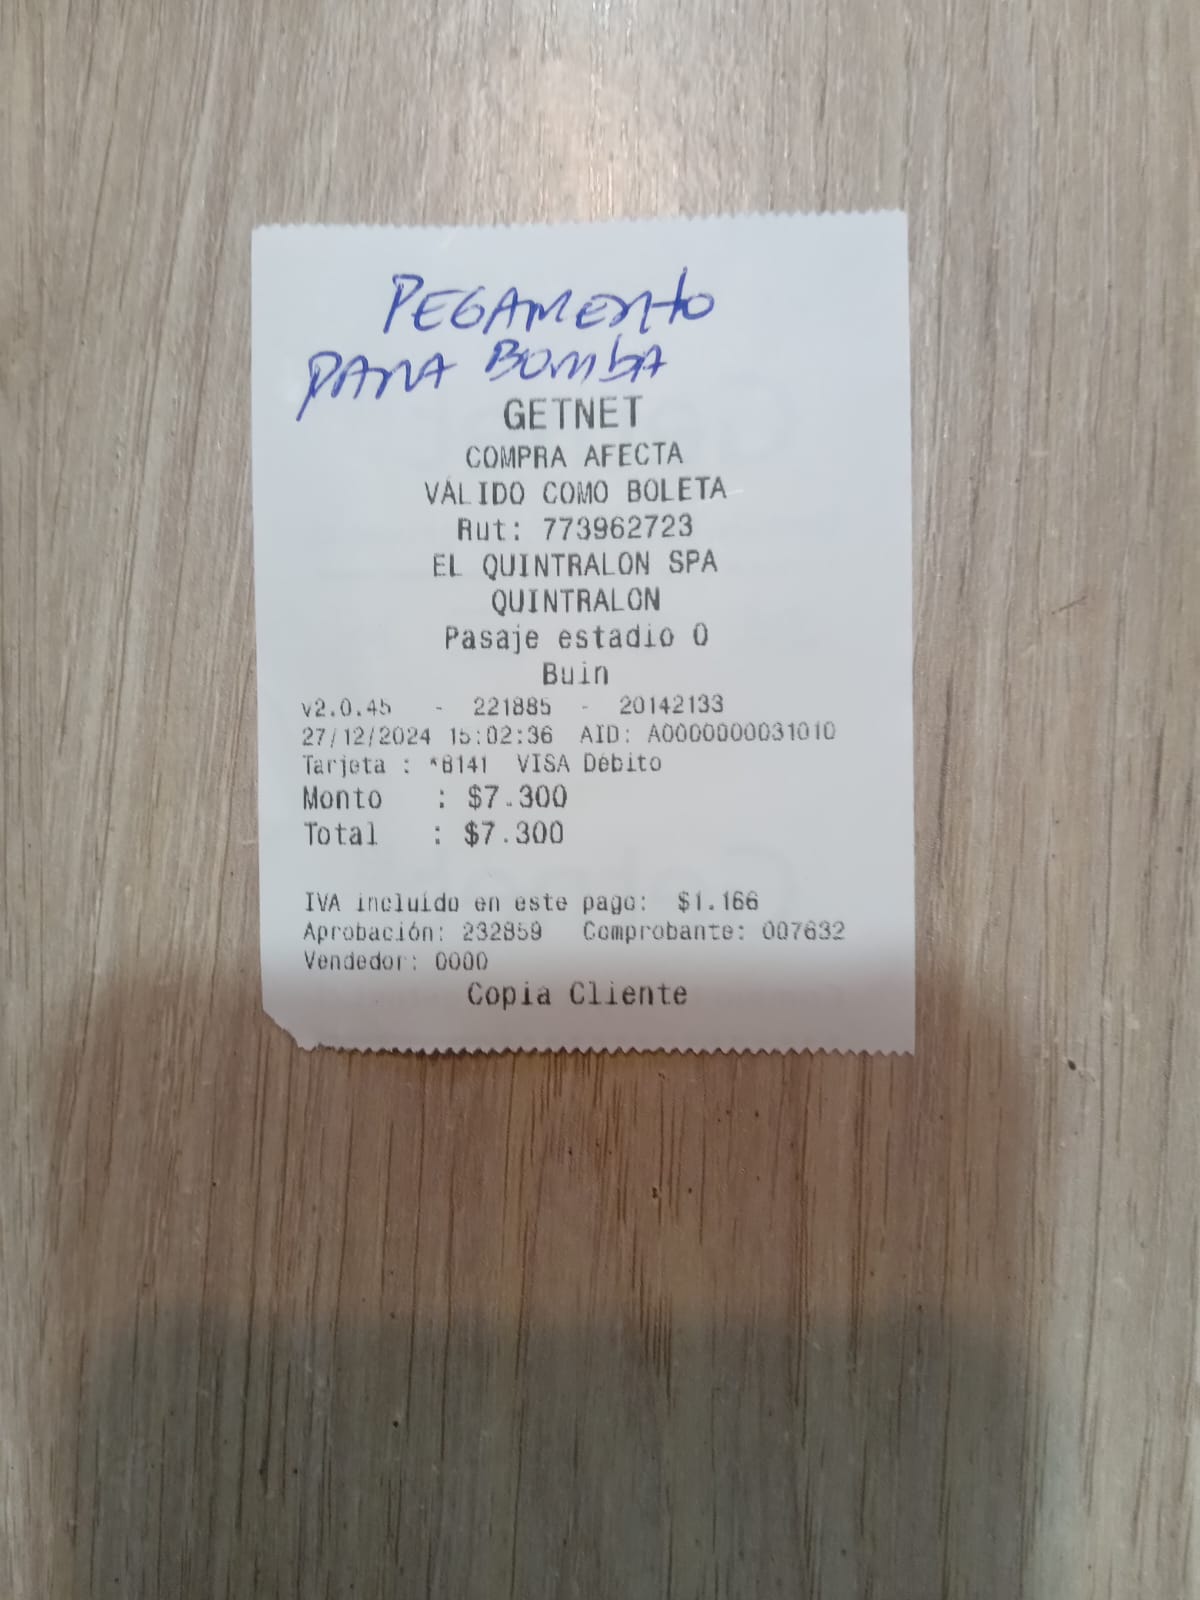 PEGAMENTO
PARA BOMBA
GETNET
COMPRA AFECTA
VÁLIDO COMO BOLETA
Rut: 773962723
EL QUINTRALON SPA
QUINTRALON
Pasaje estadio 0
Buin
v2.0.45 - 221885 - 20142133
27/12/2024 15:02:36 AID: A0000000031010
Tarjeta : *8141 VISA Débito
Monto : $7.300
Total : $7.300
IVA incluído en este pago: $1.166
Aprobación: 232859 Comprobante: 007632
Vendedor: 0000
Copia Cliente